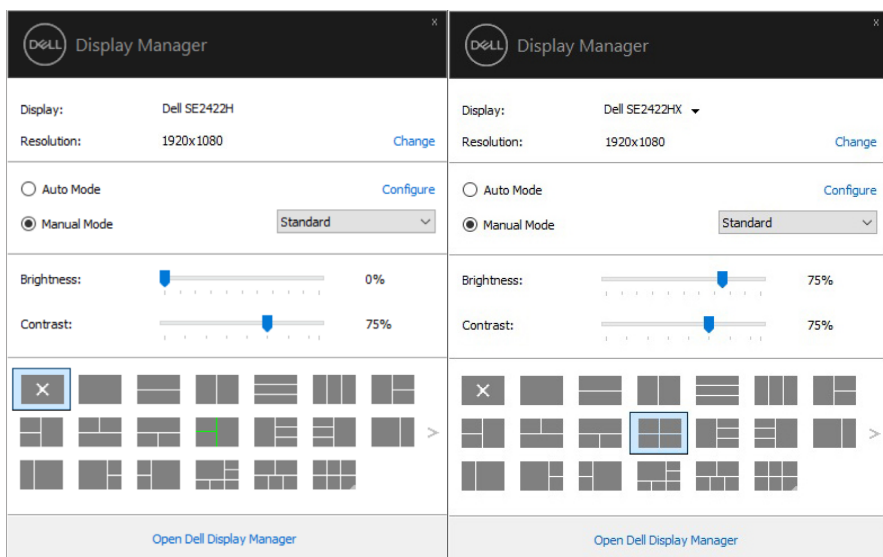 x
DELL Display Manager
Display: Dell SE2422H
Resolution: 1920x1080 Change
Auto Mode Configure
Manual Mode Standard
Brightness: 0%
Contrast: 75%
Open Dell Display Manager
x
DELL Display Manager
Display: Dell SE2422HX
Resolution: 1920x1080 Change
Auto Mode Configure
Manual Mode Standard
Brightness: 75%
Contrast: 75%
Open Dell Display Manager